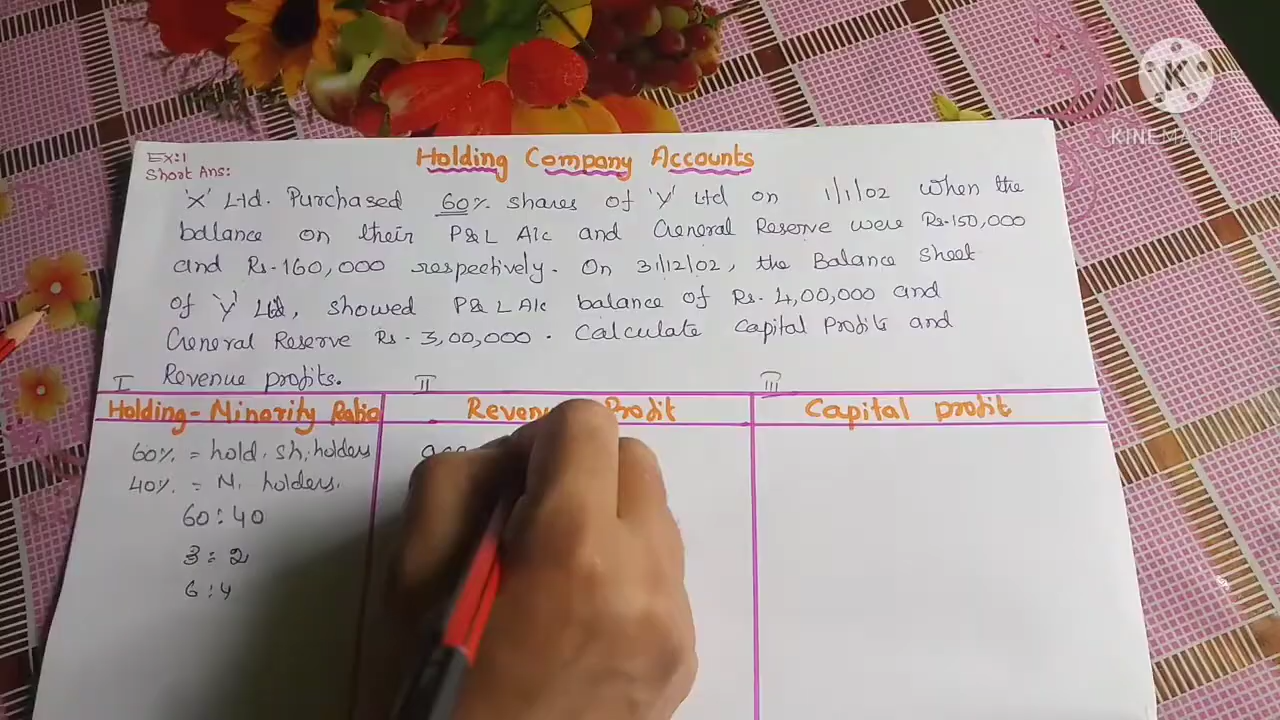 KINEMASTER
Ex:1
Short Ans:
Holding Company Accounts
'X' Ltd. Purchased 60% shares of 'Y' Ltd on 1/1/02 when the
ballance on their P&L A/c and General Reserve were Rs.150,000
and Rs.160,000 respectively. On 31/12/02, the Balance sheet
of 'Y' Ltd, showed P&L A/c balance of Rs. 4,00,000 and
General Reserve Rs. 3,00,000. Calculate Capital Profits and
Revenue profits.
I II III
Holding-Minority Ratio Profit Capital profit
60% = hold. sh. holders
40% = M. holders.
60:40
3:2
6:4